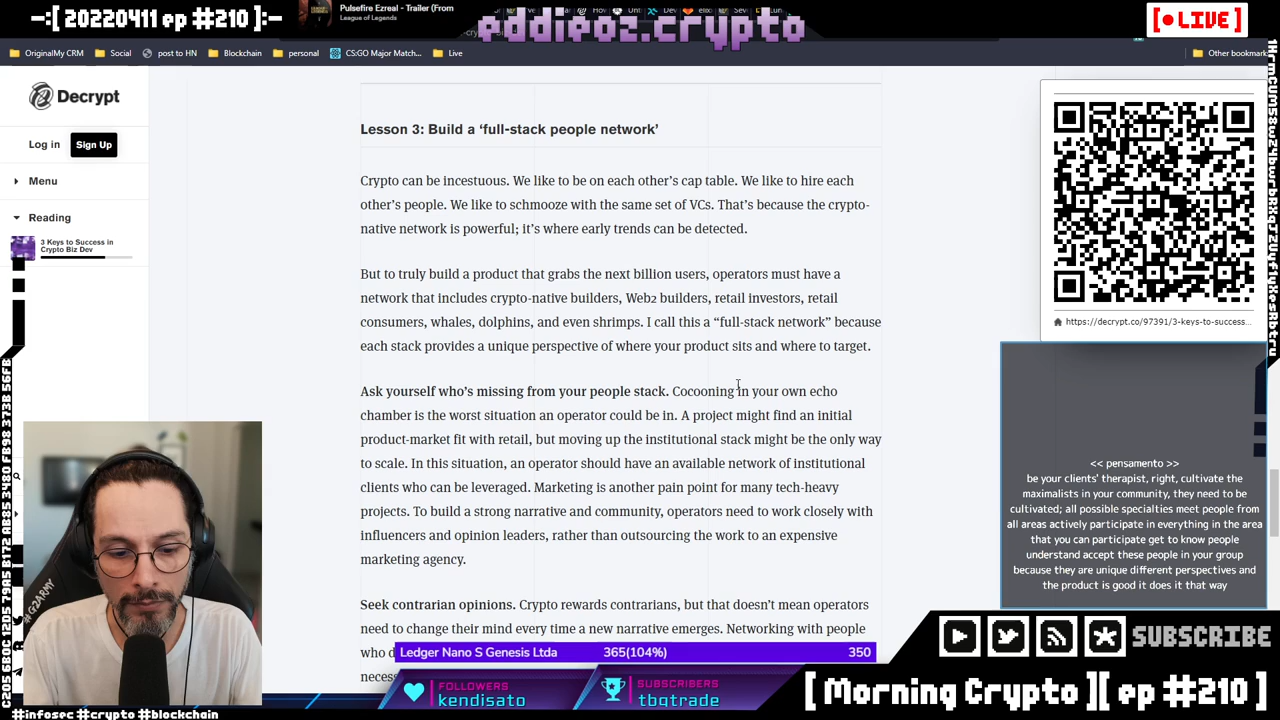 -:[ 20220411 ep #210 ]:-
Pulsefire Ezreal - Trailer (From
League of Legends
eddieoz.crypto
[ LIVE ]
OriginalMy CRM
Social
post to HN
Blockchain
personal
CS:GO Major Match...
Live
Other bookmark
Decrypt
Log in
Sign Up
Menu
Reading
3 Keys to Success in
Crypto Biz Dev
Lesson 3: Build a ‘full-stack people network’
Crypto can be incestuous. We like to be on each other’s cap table. We like to hire each
other’s people. We like to schmooze with the same set of VCs. That’s because the crypto-
native network is powerful; it’s where early trends can be detected.
But to truly build a product that grabs the next billion users, operators must have a
network that includes crypto-native builders, Web2 builders, retail investors, retail
consumers, whales, dolphins, and even shrimps. I call this a “full-stack network” because
each stack provides a unique perspective of where your product sits and where to target.
Ask yourself who’s missing from your people stack. Cocooning in your own echo
chamber is the worst situation an operator could be in. A project might find an initial
product-market fit with retail, but moving up the institutional stack might be the only way
to scale. In this situation, an operator should have an available network of institutional
clients who can be leveraged. Marketing is another pain point for many tech-heavy
projects. To build a strong narrative and community, operators need to work closely with
influencers and opinion leaders, rather than outsourcing the work to an expensive
marketing agency.
Seek contrarian opinions. Crypto rewards contrarians, but that doesn’t mean operators
need to change their mind every time a new narrative emerges. Networking with people
who d
necess
https://decrypt.co/97391/3-keys-to-success...
<< pensamento >>
be your clients' therapist, right, cultivate the
maximalists in your community, they need to be
cultivated; all possible specialties meet people from
all areas actively participate in everything in the area
that you can participate get to know people
understand accept these people in your group
because they are unique different perspectives and
the product is good it does it that way
Ledger Nano S Genesis Ltda
365(104%)
350
FOLLOWERS
kendisato
SUBSCRIBERS
tbgtrade
SUBSCRIBE
[ Morning Crypto ][ ep #210 ]
#infosec #crypto #blockchain